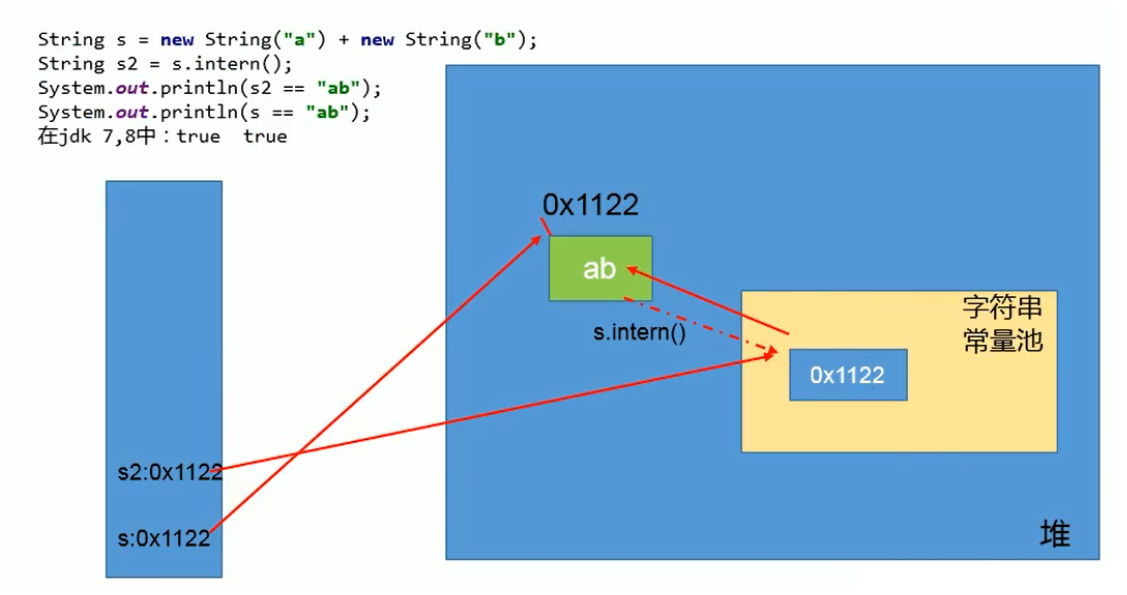 String s = new String("a") + new String("b");
String s2 = s.intern();
System.out.println(s2 == "ab");
System.out.println(s == "ab");
在jdk 7,8中：true  true
0x1122
ab
s.intern()
字符串
常量池
0x1122
s2:0x1122
s:0x1122
堆